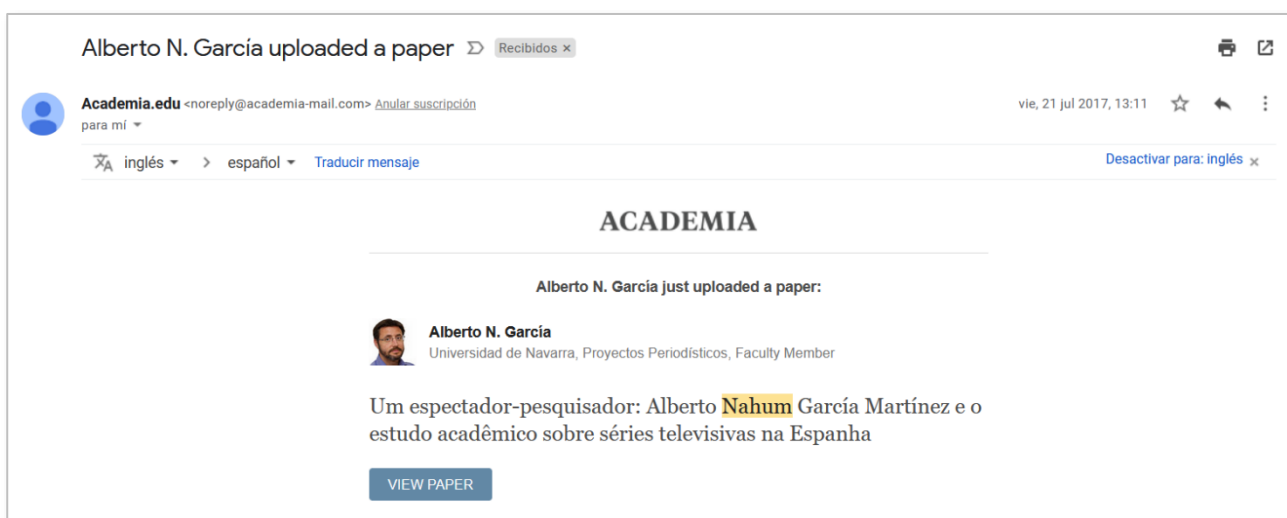 Alberto N. García uploaded a paper Recibidos ×
Academia.edu <noreply@academia-mail.com> Anular suscripción vie, 21 jul 2017, 13:11
para mí
inglés > español Traducir mensaje Desactivar para: inglés ×
ACADEMIA
Alberto N. García just uploaded a paper:
Alberto N. García
Universidad de Navarra, Proyectos Periodísticos, Faculty Member
Um espectador-pesquisador: Alberto Nahum García Martínez e o
estudo acadêmico sobre séries televisivas na Espanha
VIEW PAPER